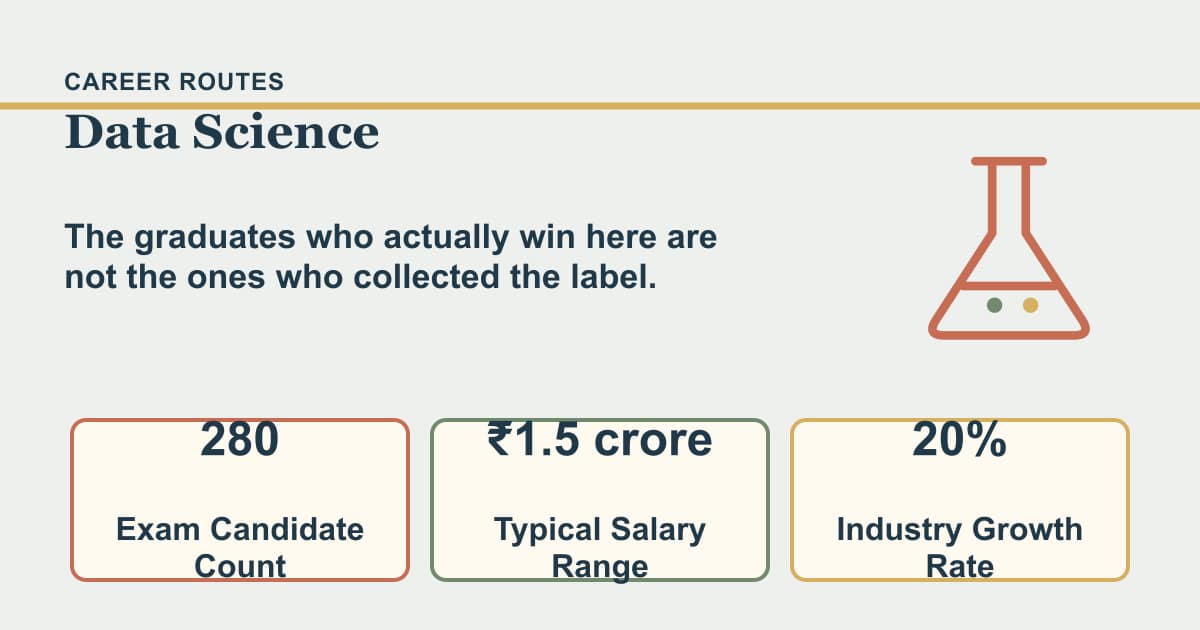 CAREER ROUTES
Data Science
The graduates who actually win here are
not the ones who collected the label.
280
Exam Candidate
Count
₹1.5 crore
Typical Salary
Range
20%
Industry Growth
Rate